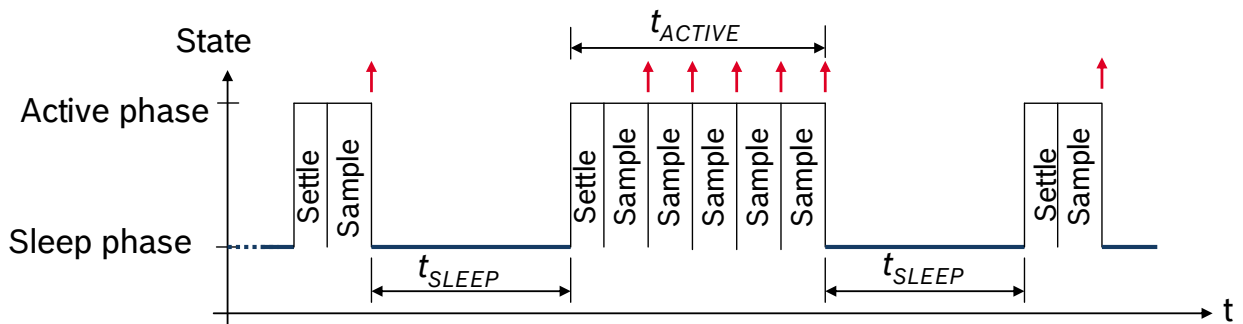 State
t_ACTIVE
Active phase
Settle
Sample
Settle
Sample
Sample
Sample
Sample
Sample
Settle
Sample
Sleep phase
t_SLEEP
t_SLEEP
t